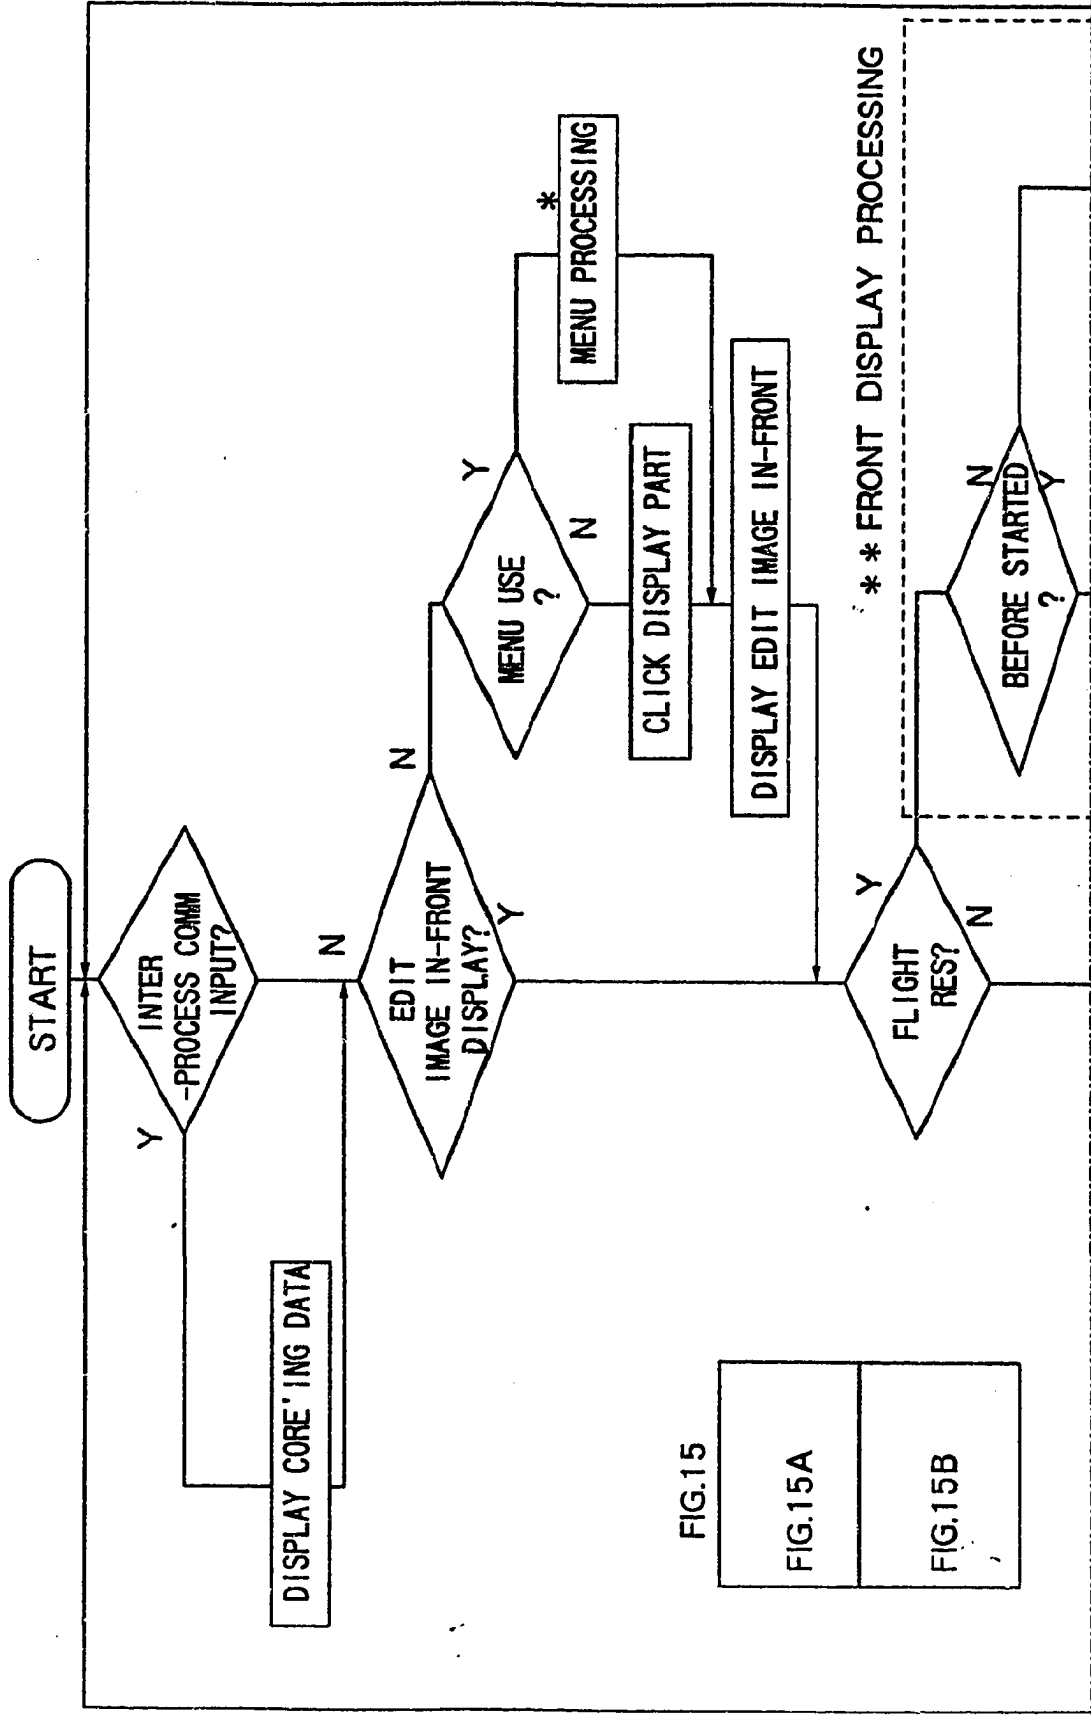 START
INTER
-PROCESS COMM
INPUT?
Y
N
DISPLAY CORE'ING DATA
EDIT
IMAGE IN-FRONT
DISPLAY?
N
Y
MENU USE
?
Y
N
*
MENU PROCESSING
CLICK DISPLAY PART
DISPLAY EDIT IMAGE IN-FRONT
FLIGHT
RES?
Y
N
* * FRONT DISPLAY PROCESSING
BEFORE STARTED
?
N
Y
FIG.15
FIG.15A
FIG.15B